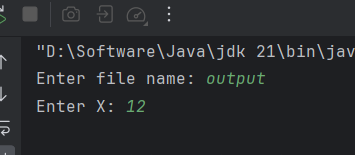 "D:\Software\Java\jdk 21\bin\jav
Enter file name: output
Enter X: 12